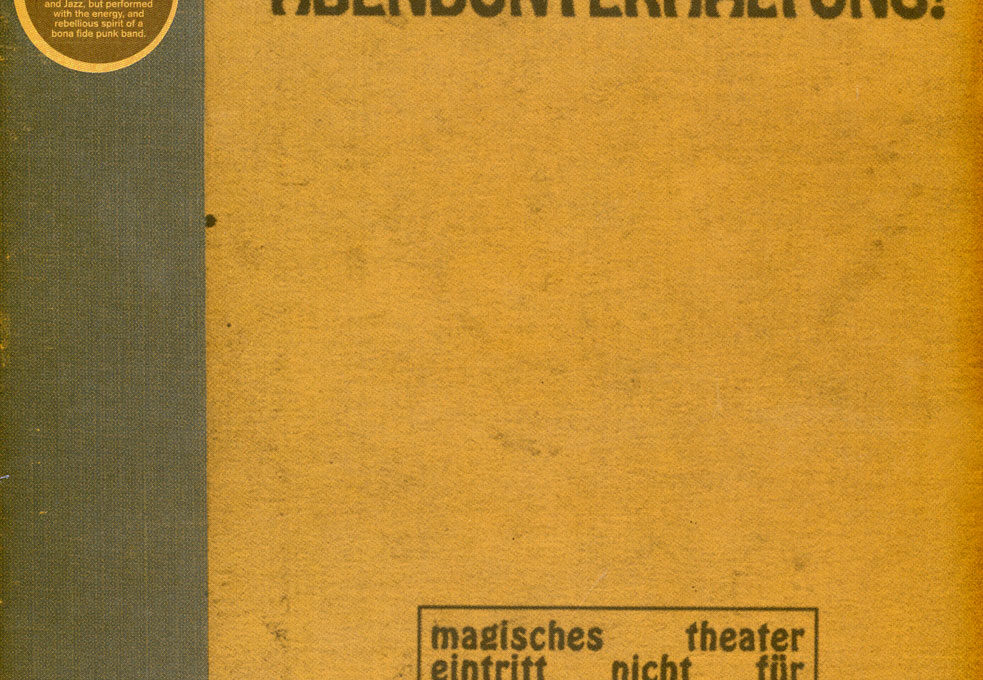 and Jazz, but performed
with the energy, and
rebellious spirit of a
bona fide punk band.
ABENDUNTERHALTUNG!
magisches theater
eintritt nicht für